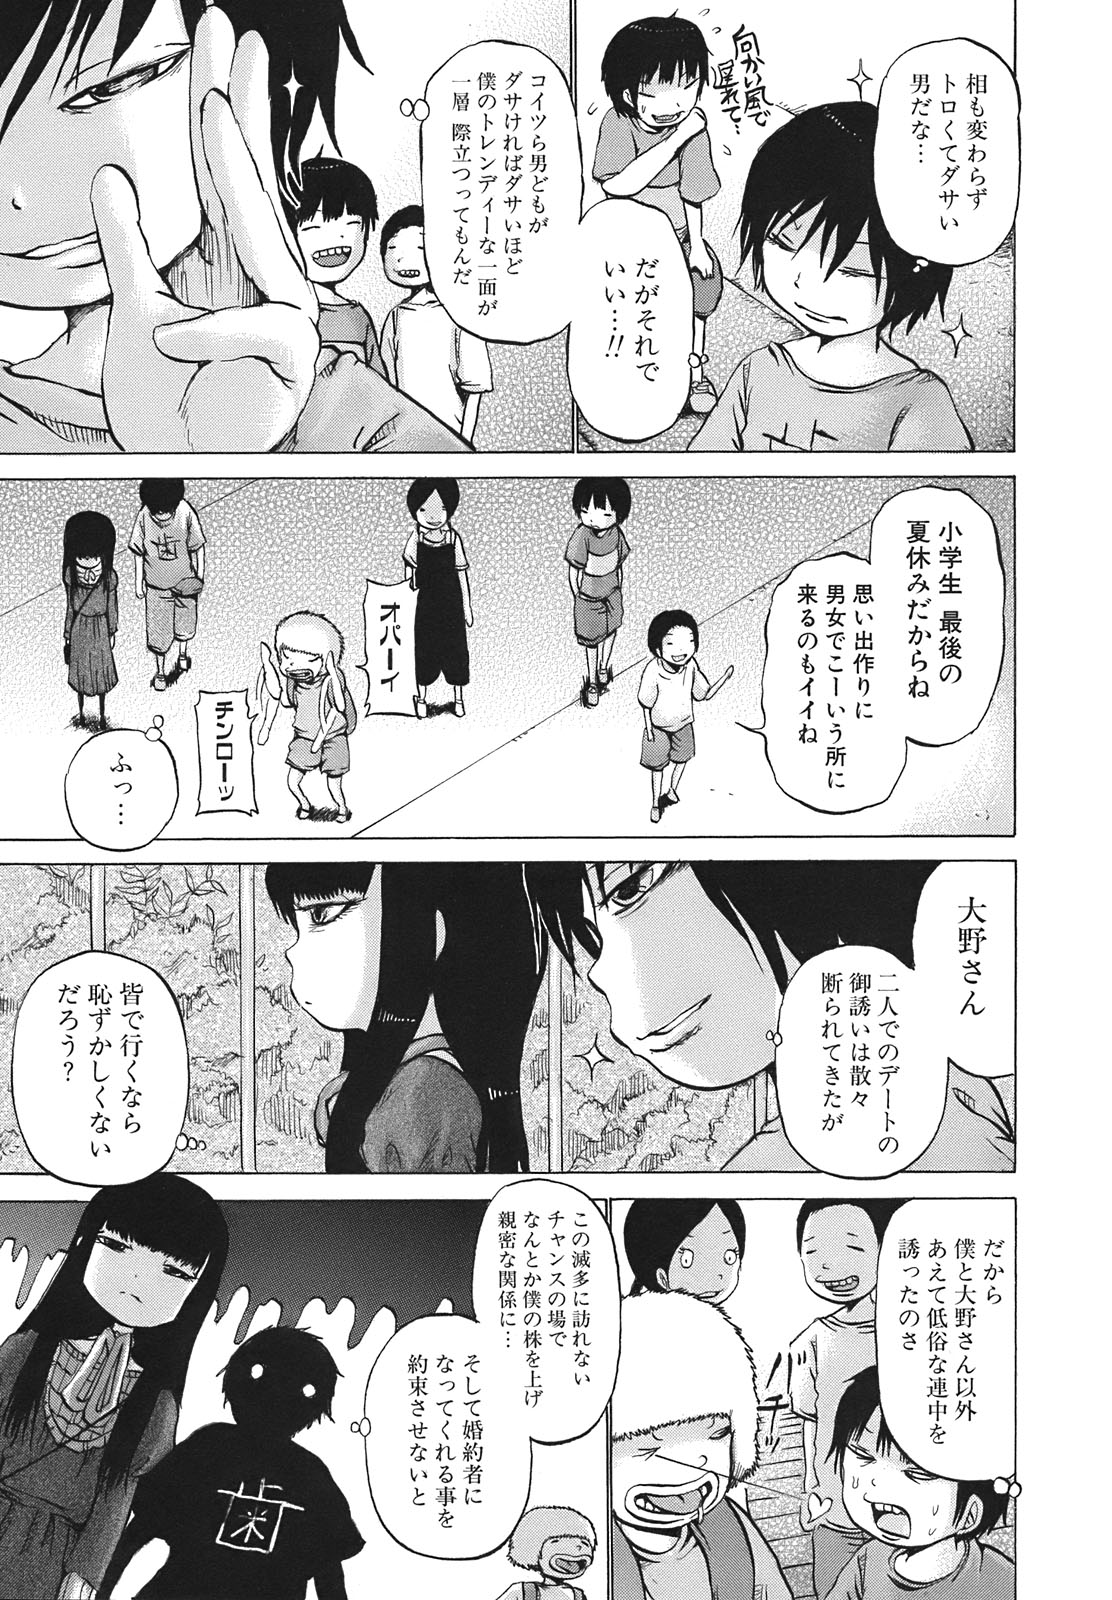 相も変わらず
トロくてダサい
男だな…
向かい風で
遅れて…
だがそれで
いい…!!
コイツら男どもが
ダサければダサいほど
僕のトレンディーな一面が
一層 際立つってもんだ
小学生 最後の
夏休みだからね
思い出作りに
男女でこーいう所に
来るのもイイね
オパーイ
チンローッ
歯
ふっ…
大野さん
二人でのデートの
御誘いは散々
断られてきたが
皆で行くなら
恥ずかしくない
だろう?
だから
僕と大野さん以外
あえて低俗な連中を
誘ったのさ
この滅多に訪れない
チャンスの場で
なんとか僕の株を上げ
親密な関係に…
そして婚約者に
なってくれる事を
約束させないと
歯